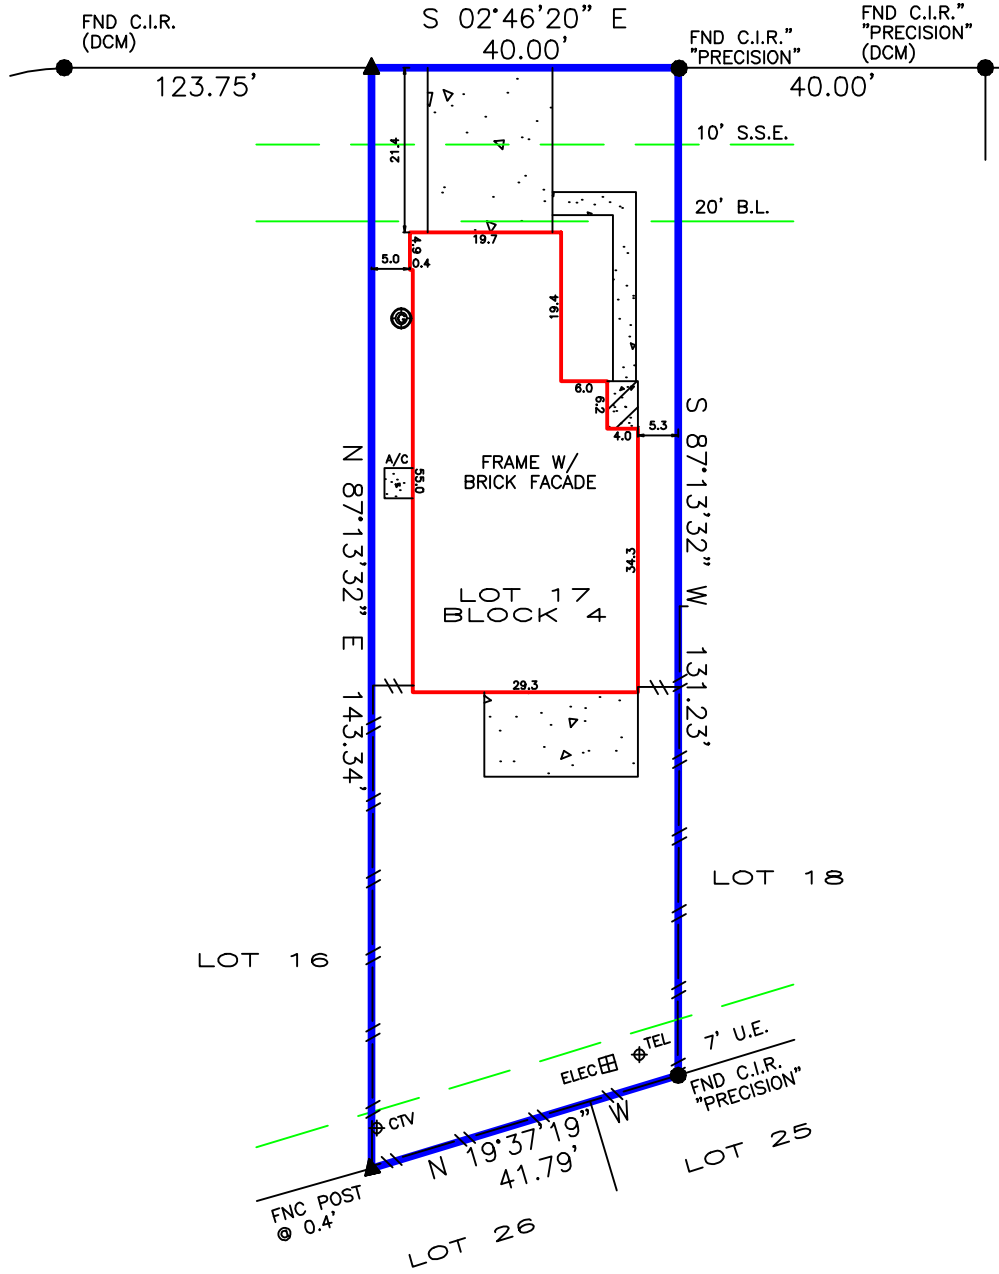 FND C.I.R.
(DCM)
S 02°46'20" E
40.00'
FND C.I.R."
"PRECISION"
FND C.I.R."
"PRECISION"
(DCM)
123.75'
40.00'
21.4
10' S.S.E.
20' B.L.
19.7
4.9
0.4
5.0
19.4
6.0
6.2
4.0
5.3
A/C
55.0
FRAME W/
BRICK FACADE
N 87°13'32" E 143.34'
S 87°13'32" W 131.23'
34.3
LOT 17
BLOCK 4
29.3
LOT 18
LOT 16
7' U.E.
TEL
ELEC
CTV
FND C.I.R.
"PRECISION"
N 19°37'19" W
41.79'
FNC POST
@ 0.4'
LOT 25
LOT 26